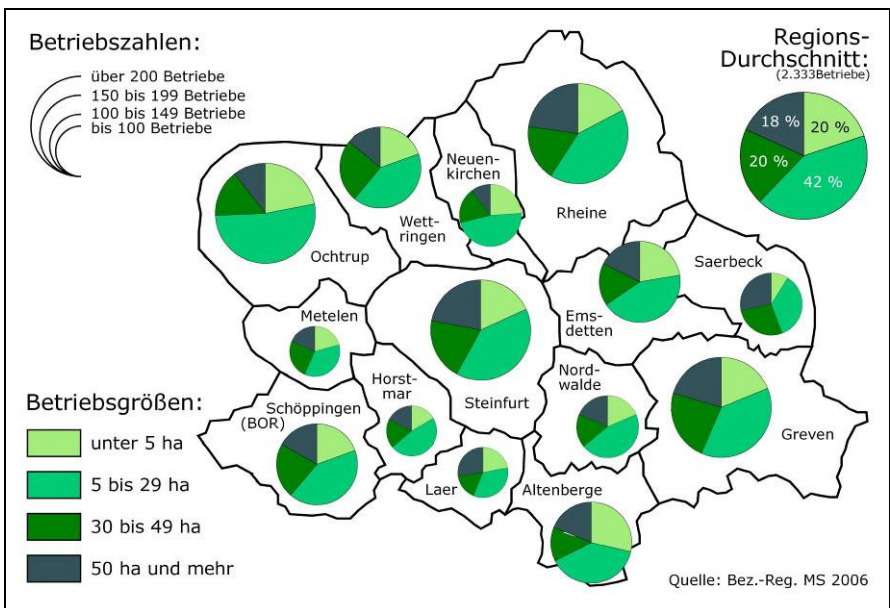 Betriebszahlen:
über 200 Betriebe
150 bis 199 Betriebe
100 bis 149 Betriebe
bis 100 Betriebe
Regions-
Durchschnitt:
(2.333Betriebe)
18 %
20 %
20 %
42 %
Neuen-
kirchen
Wett-
ringen
Rheine
Ochtrup
Saerbeck
Metelen
Ems-
detten
Horst-
mar
Steinfurt
Nord-
walde
Greven
Schöppingen
(BOR)
Laer
Altenberge
Betriebsgrößen:
unter 5 ha
5 bis 29 ha
30 bis 49 ha
50 ha und mehr
Quelle: Bez.-Reg. MS 2006